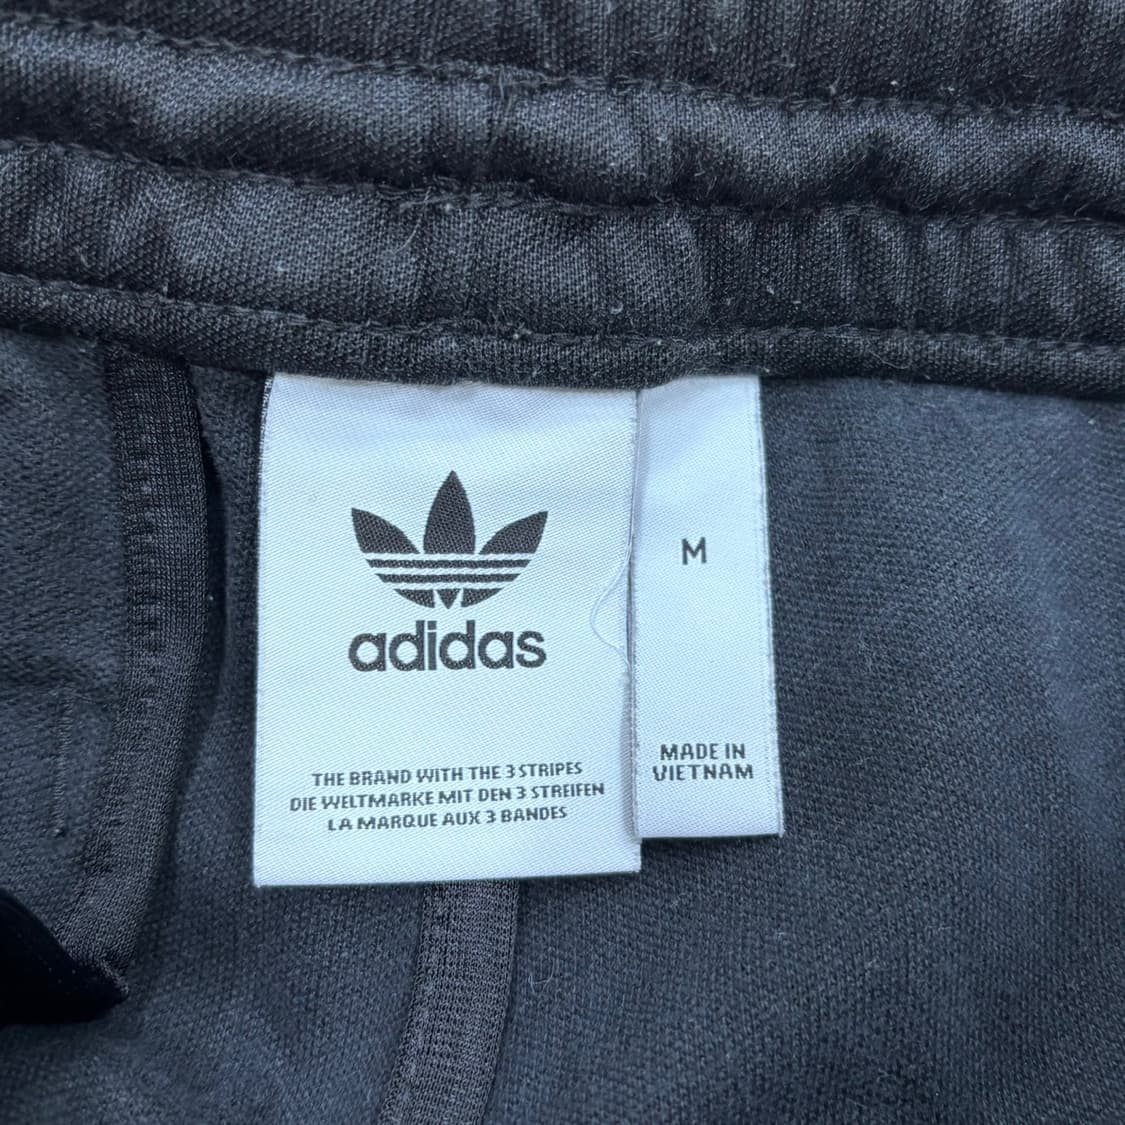 adidas
THE BRAND WITH THE 3 STRIPES
DIE WELTMARKE MIT DEN 3 STREIFEN
LA MARQUE AUX 3 BANDES
M
MADE IN
VIETNAM